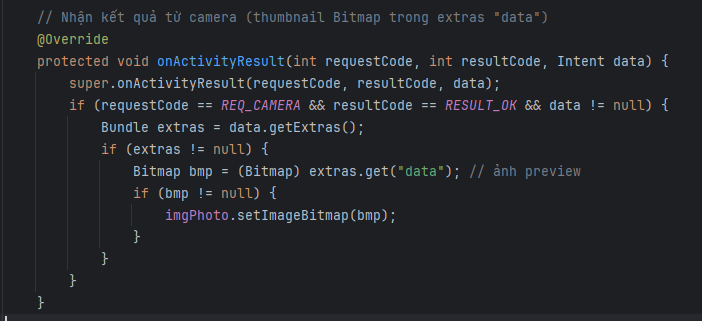 // Nhận kết quả từ camera (thumbnail Bitmap trong extras "data")
@Override
protected void onActivityResult(int requestCode, int resultCode, Intent data) {
    super.onActivityResult(requestCode, resultCode, data);
    if (requestCode == REQ_CAMERA && resultCode == RESULT_OK && data != null) {
        Bundle extras = data.getExtras();
        if (extras != null) {
            Bitmap bmp = (Bitmap) extras.get("data"); // ảnh preview
            if (bmp != null) {
                imgPhoto.setImageBitmap(bmp);
            }
        }
    }
}